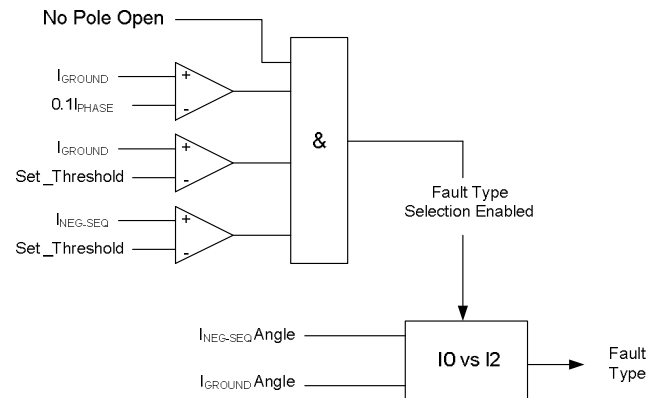 No Pole Open
IGROUND
+
0.1IPHASE
-
IGROUND
+
Set_Threshold
-
INEG-SEQ
+
Set_Threshold
-
&
Fault Type
Selection Enabled
INEG-SEQ Angle
IGROUND Angle
I0 vs I2
Fault
Type